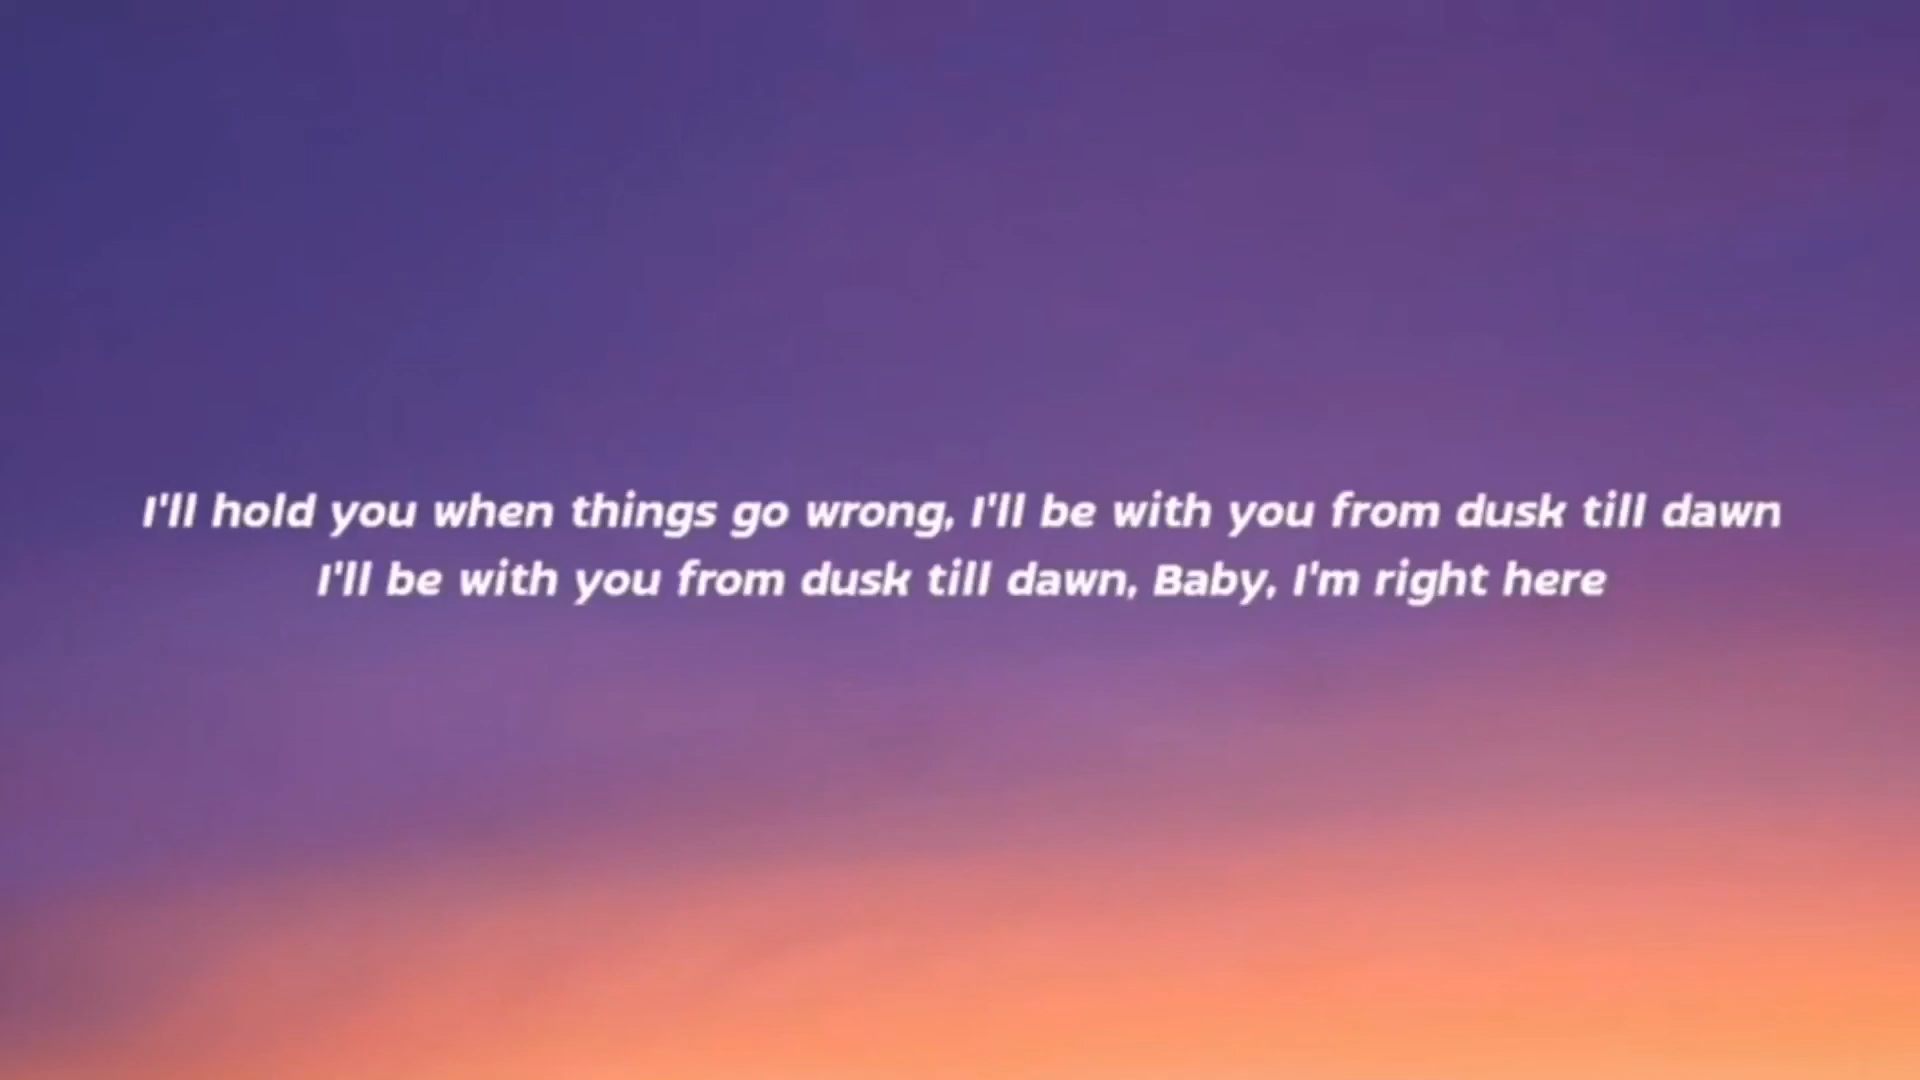 I'll hold you when things go wrong, I'll be with you from dusk till dawn
I'll be with you from dusk till dawn, Baby, I'm right here